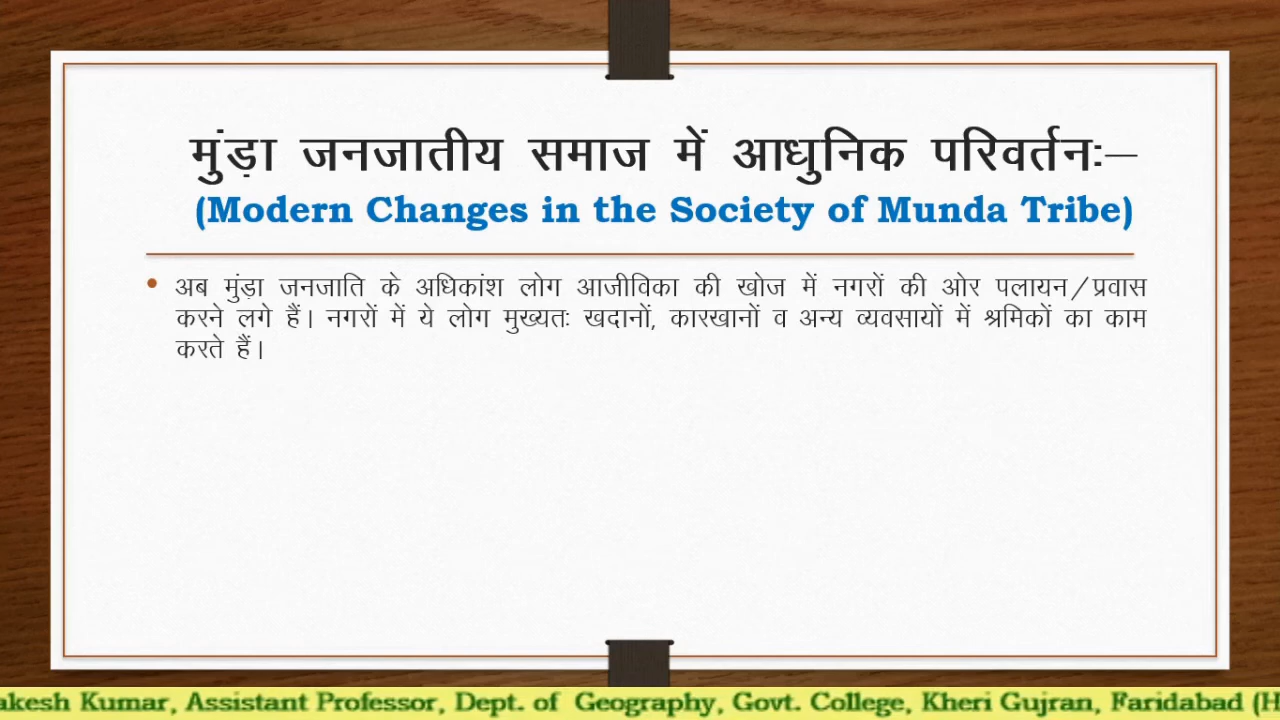 मुंड़ा जनजातीय समाज में आधुनिक परिवर्तनः–
(Modern Changes in the Society of Munda Tribe)
• अब मुंड़ा जनजाति के अधिकांश लोग आजीविका की खोज में नगरों की ओर पलायन/प्रवास
करने लगे हैं। नगरों में ये लोग मुख्यतः खदानों, कारखानों व अन्य व्यवसायों में श्रमिकों का काम
करते हैं।
akesh Kumar, Assistant Professor, Dept. of Geography, Govt. College, Kheri Gujran, Faridabad (H